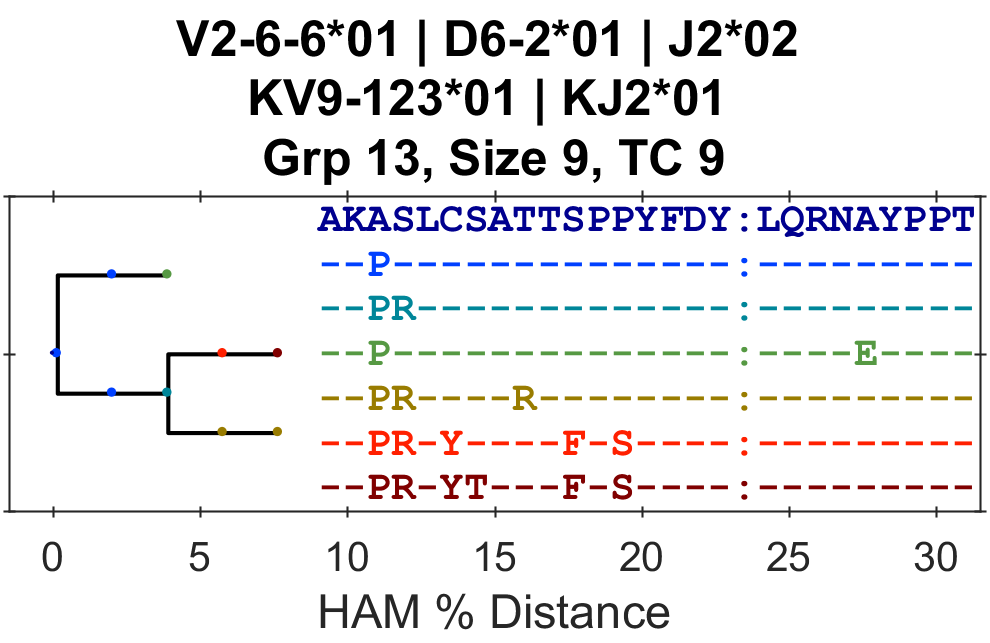 V2-6-6*01 | D6-2*01 | J2*02
KV9-123*01 | KJ2*01
Grp 13, Size 9, TC 9
AKASLCSATTSPPYFDY:LQRNAYPPT
--P--------------:---------
--PR-------------:---------
--P--------------:----E----
--PR----R--------:---------
--PR-Y----F-S----:---------
--PR-YT---F-S----:---------
0 5 10 15 20 25 30
HAM % Distance